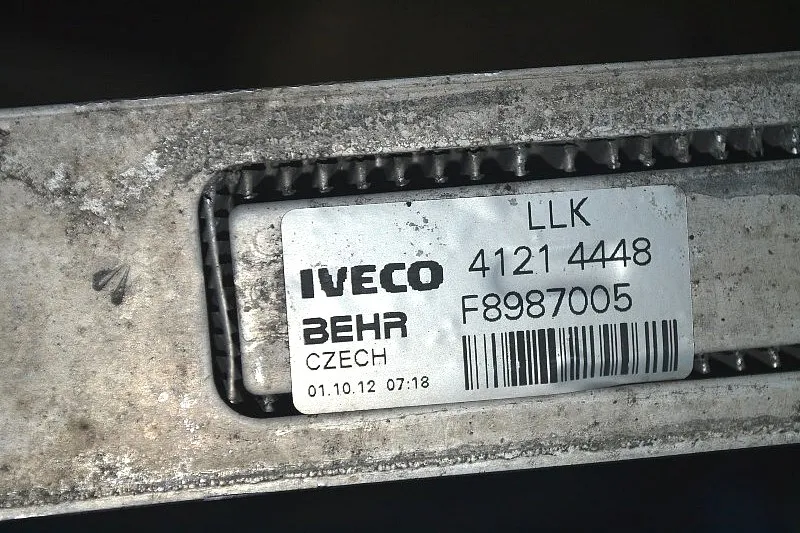 LLK
IVECO 4121 4448
BEHR F8987005
CZECH
01.10.12 07:18